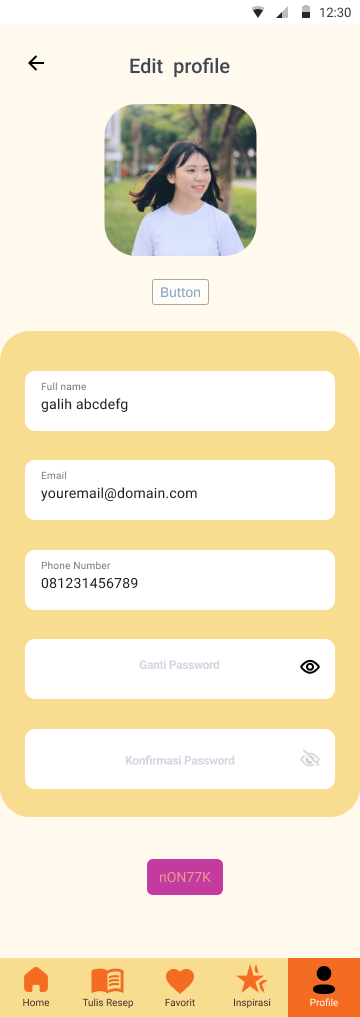 12:30
Edit profile
Button
Full name
galih abcdefg
Email
youremail@domain.com
Phone Number
081231456789
Ganti Password
Konfirmasi Password
nON77K
Home
Tulis Resep
Favorit
Inspirasi
Profile